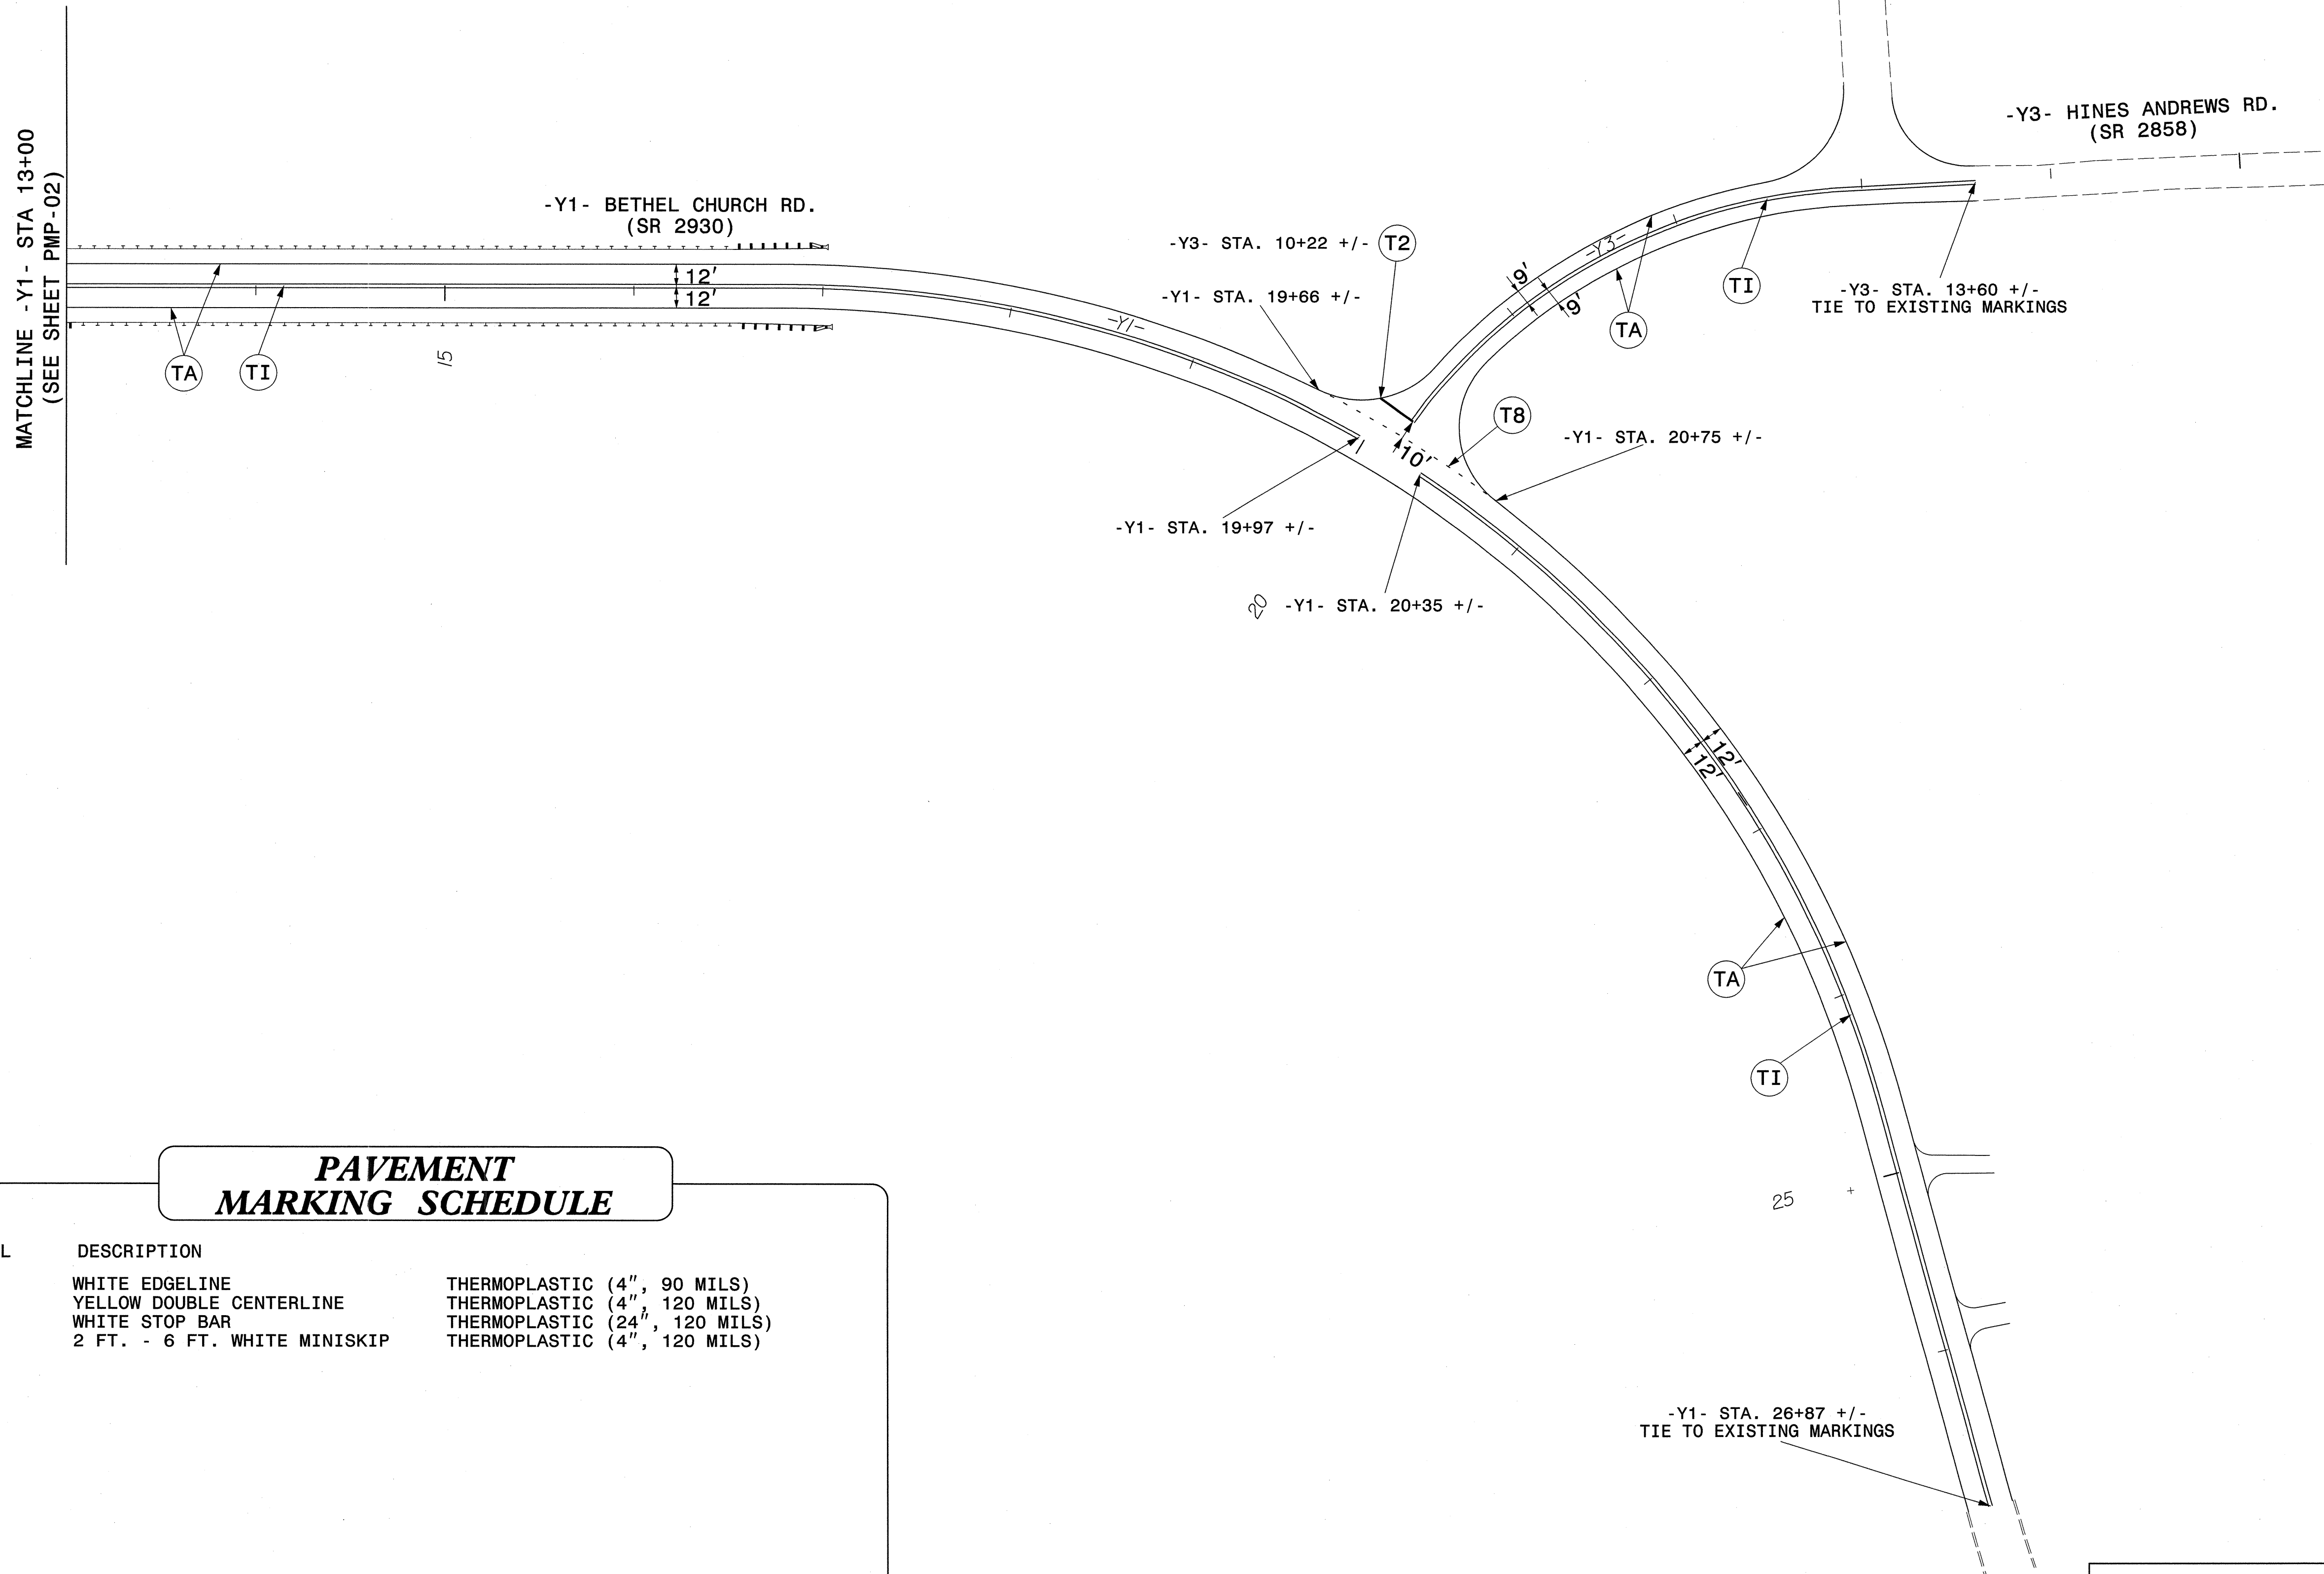 MATCHLINE -Y1- STA 13+00
(SEE SHEET PMP-02)
-Y1- BETHEL CHURCH RD.
(SR 2930)
12'
12'
TA
TI
15
-Y1-
-Y3- STA. 10+22 +/-
T2
-Y1- STA. 19+66 +/-
-Y3- HINES ANDREWS RD.
(SR 2858)
-Y3-
9'
9'
TA
TI
-Y3- STA. 13+60 +/-
TIE TO EXISTING MARKINGS
T8
-Y1- STA. 20+75 +/-
10'
-Y1- STA. 19+97 +/-
20
-Y1- STA. 20+35 +/-
12'
12'
TA
TI
25
-Y1- STA. 26+87 +/-
TIE TO EXISTING MARKINGS
PAVEMENT
MARKING SCHEDULE
L DESCRIPTION
WHITE EDGELINE THERMOPLASTIC (4", 90 MILS)
YELLOW DOUBLE CENTERLINE THERMOPLASTIC (4", 120 MILS)
WHITE STOP BAR THERMOPLASTIC (24", 120 MILS)
2 FT. - 6 FT. WHITE MINISKIP THERMOPLASTIC (4", 120 MILS)